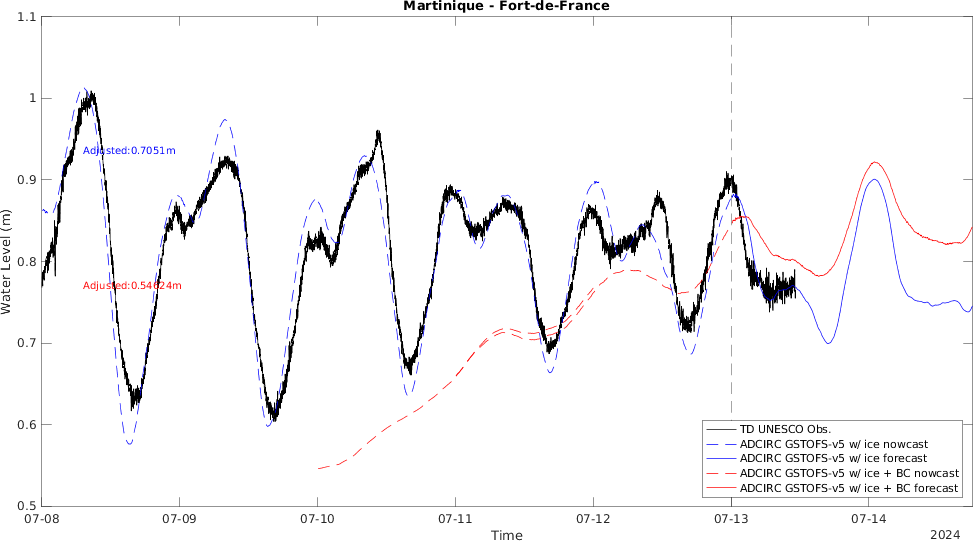 Martinique - Fort-de-France
1.1
1
0.9
0.8
0.7
0.6
0.5
Water Level (m)
Adjusted:0.7051m
Adjusted:0.54624m
TD UNESCO Obs.
ADCIRC GSTOFS-v5 w/ ice nowcast
ADCIRC GSTOFS-v5 w/ ice forecast
ADCIRC GSTOFS-v5 w/ ice + BC nowcast
ADCIRC GSTOFS-v5 w/ ice + BC forecast
07-08 07-09 07-10 07-11 07-12 07-13 07-14
Time
2024